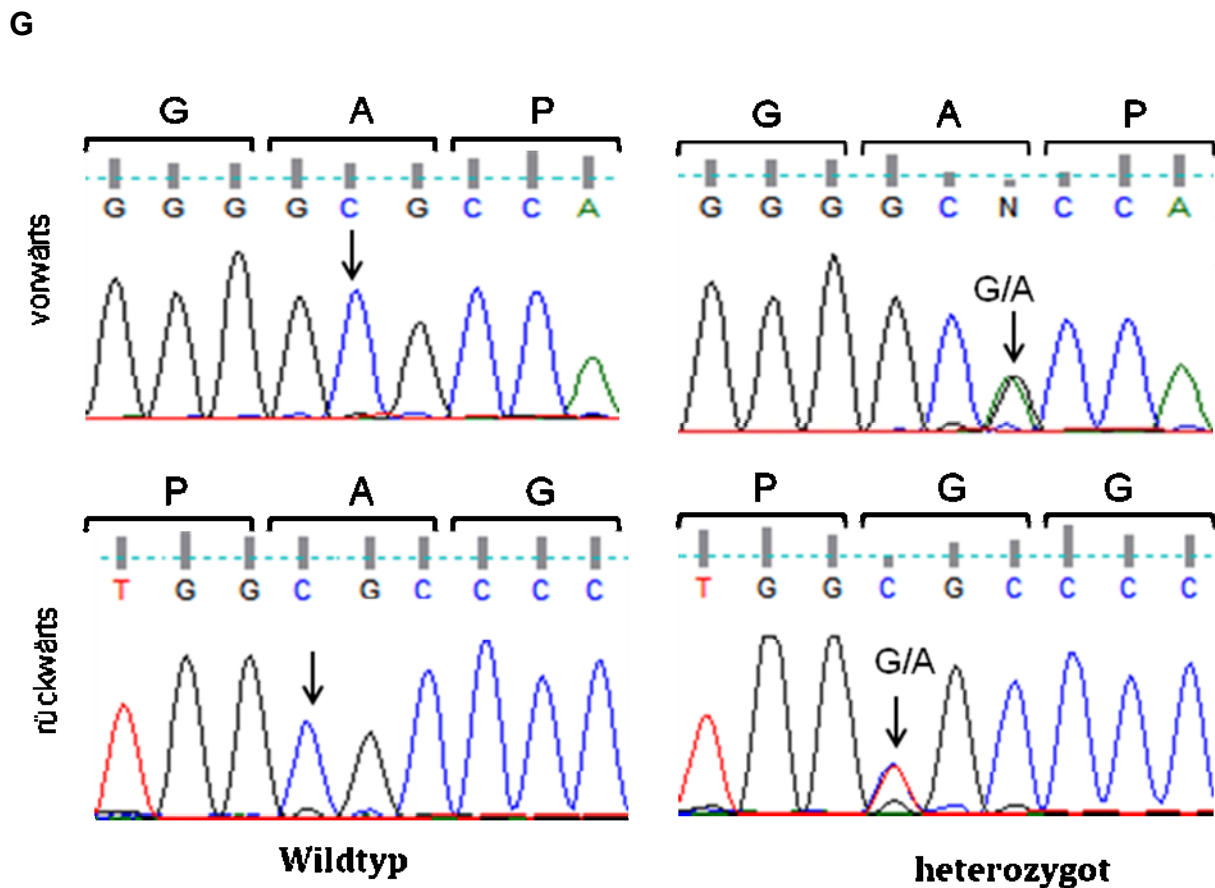 G
G A P
G G G G C G C C A
vorwärts
G A P
G G G G C N C C A
G/A
P A G
T G G C G C C C C
rückwärts
Wildtyp
P G G
T G G C G C C C C
G/A
heterozygot